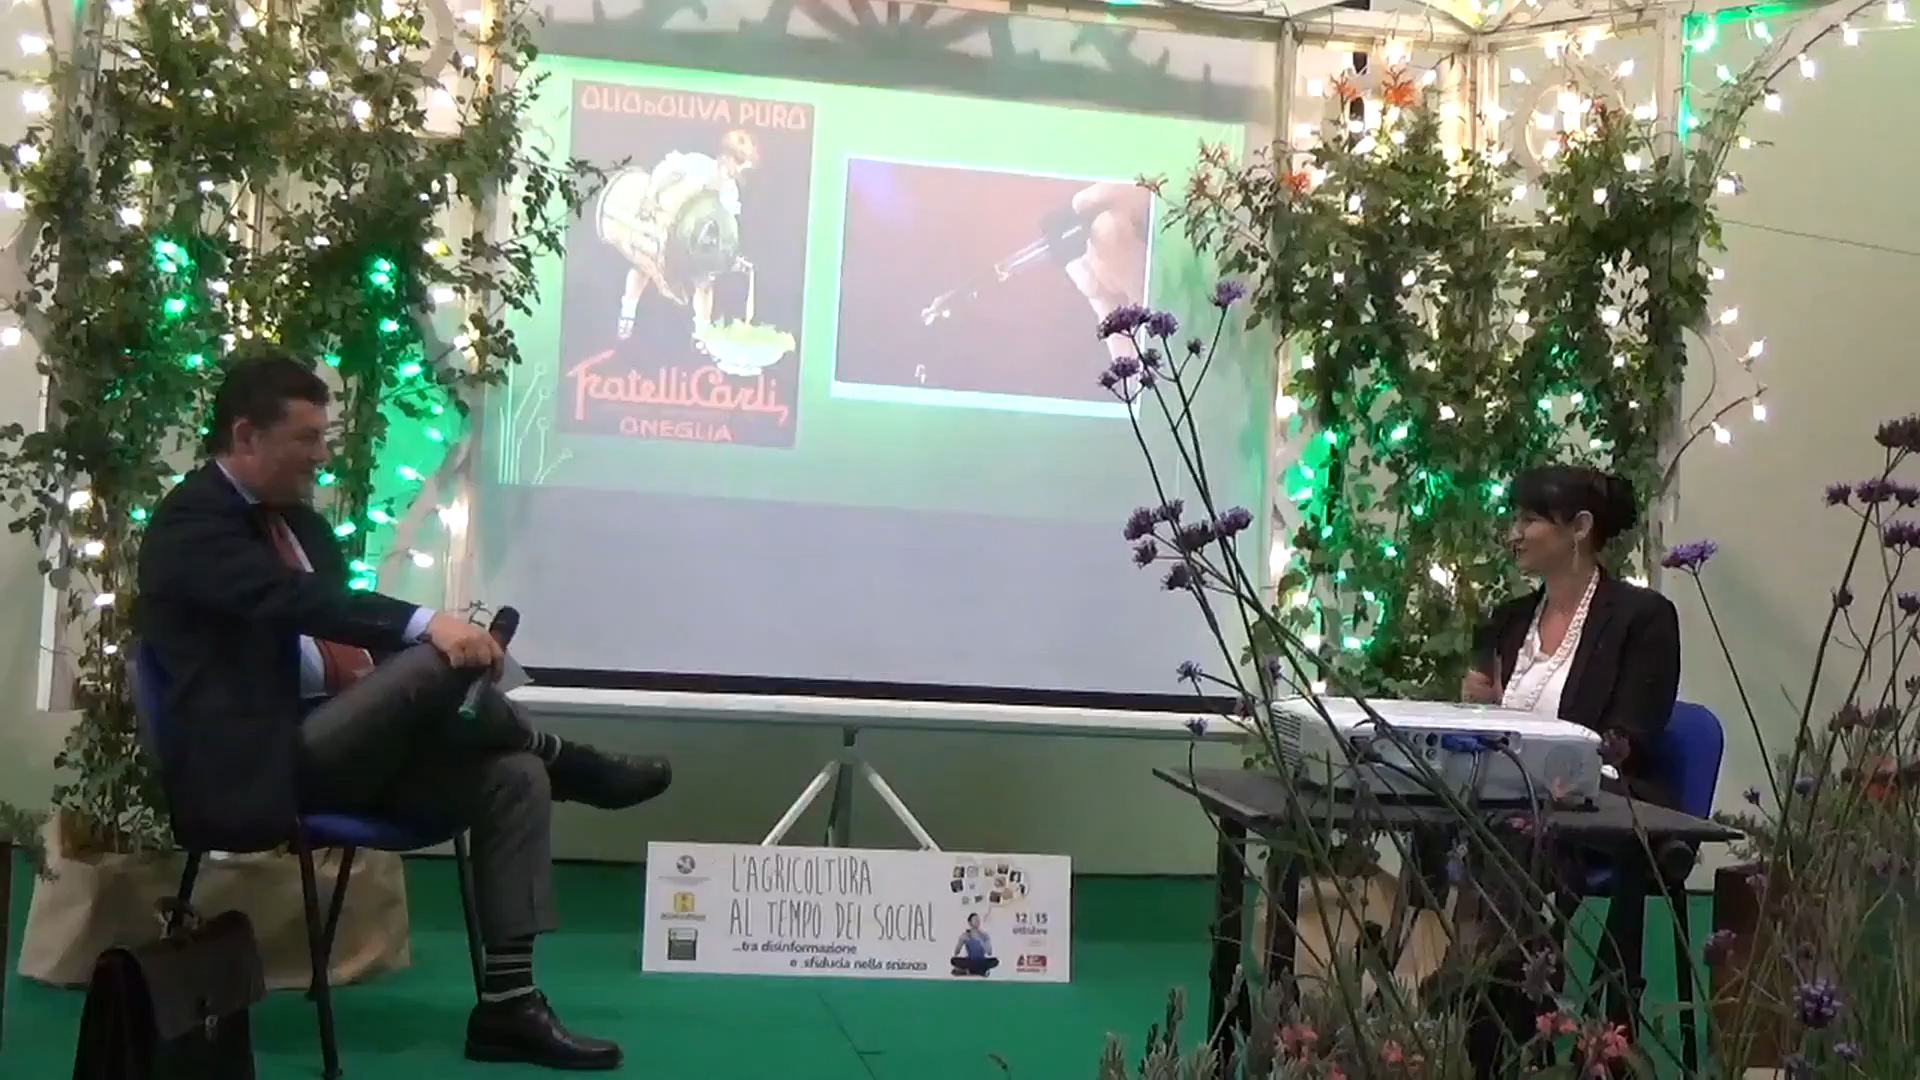 OLIO D'OLIVA PURO
Fratelli Carli,
ONEGLIA
L'AGRICOLTURA
AL TEMPO DEI SOCIAL
...tra disinformazione
e sfiducia nella scienza
12 | 15
ottobre